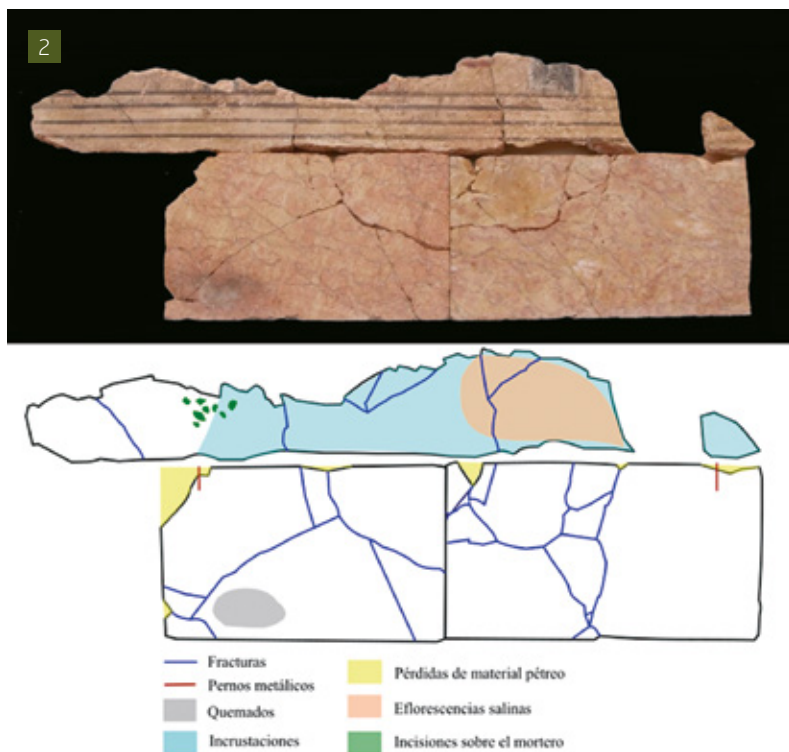 2
Fracturas
Pernos metálicos
Quemados
Incrustaciones
Pérdidas de material pétreo
Eflorescencias salinas
Incisiones sobre el mortero